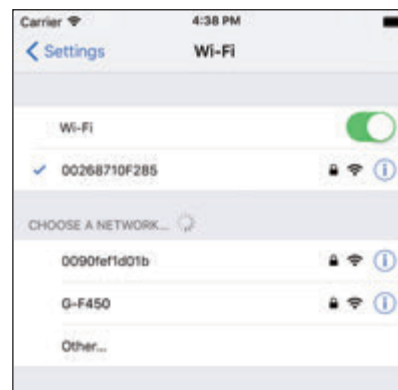 Carrier 4:38 PM
Settings Wi-Fi
Wi-Fi
00268710F285
CHOOSE A NETWORK...
0090fef1d01b
G-F450
Other...